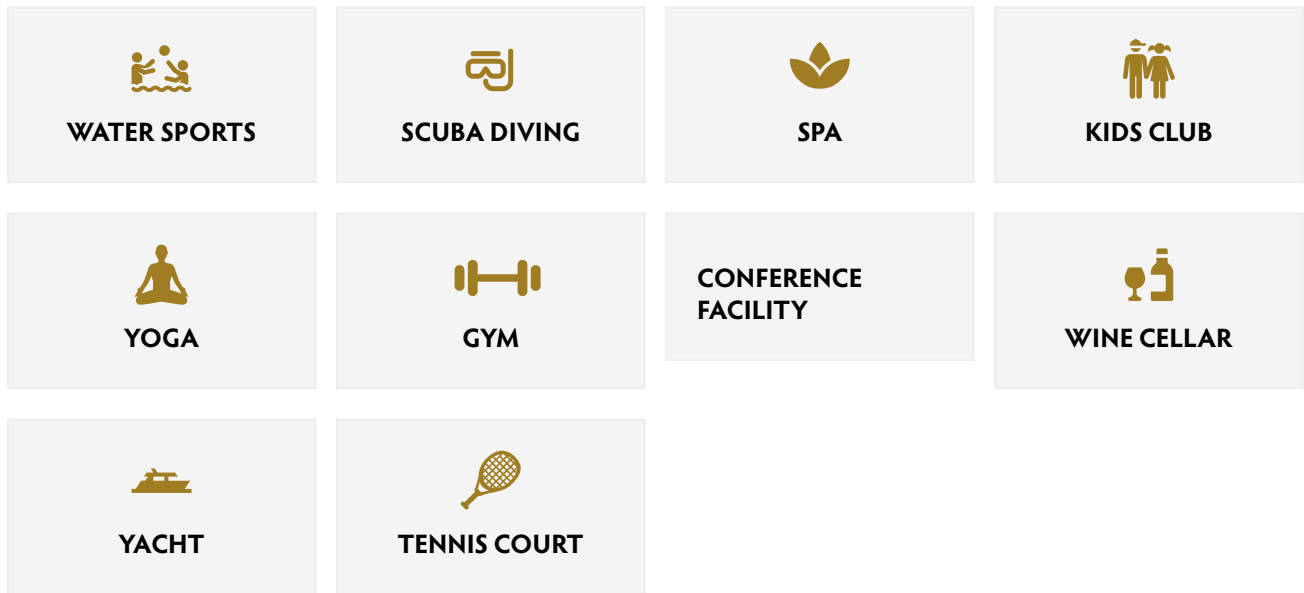 WATER SPORTS
SCUBA DIVING
SPA
KIDS CLUB
YOGA
GYM
CONFERENCE
FACILITY
WINE CELLAR
YACHT
TENNIS COURT